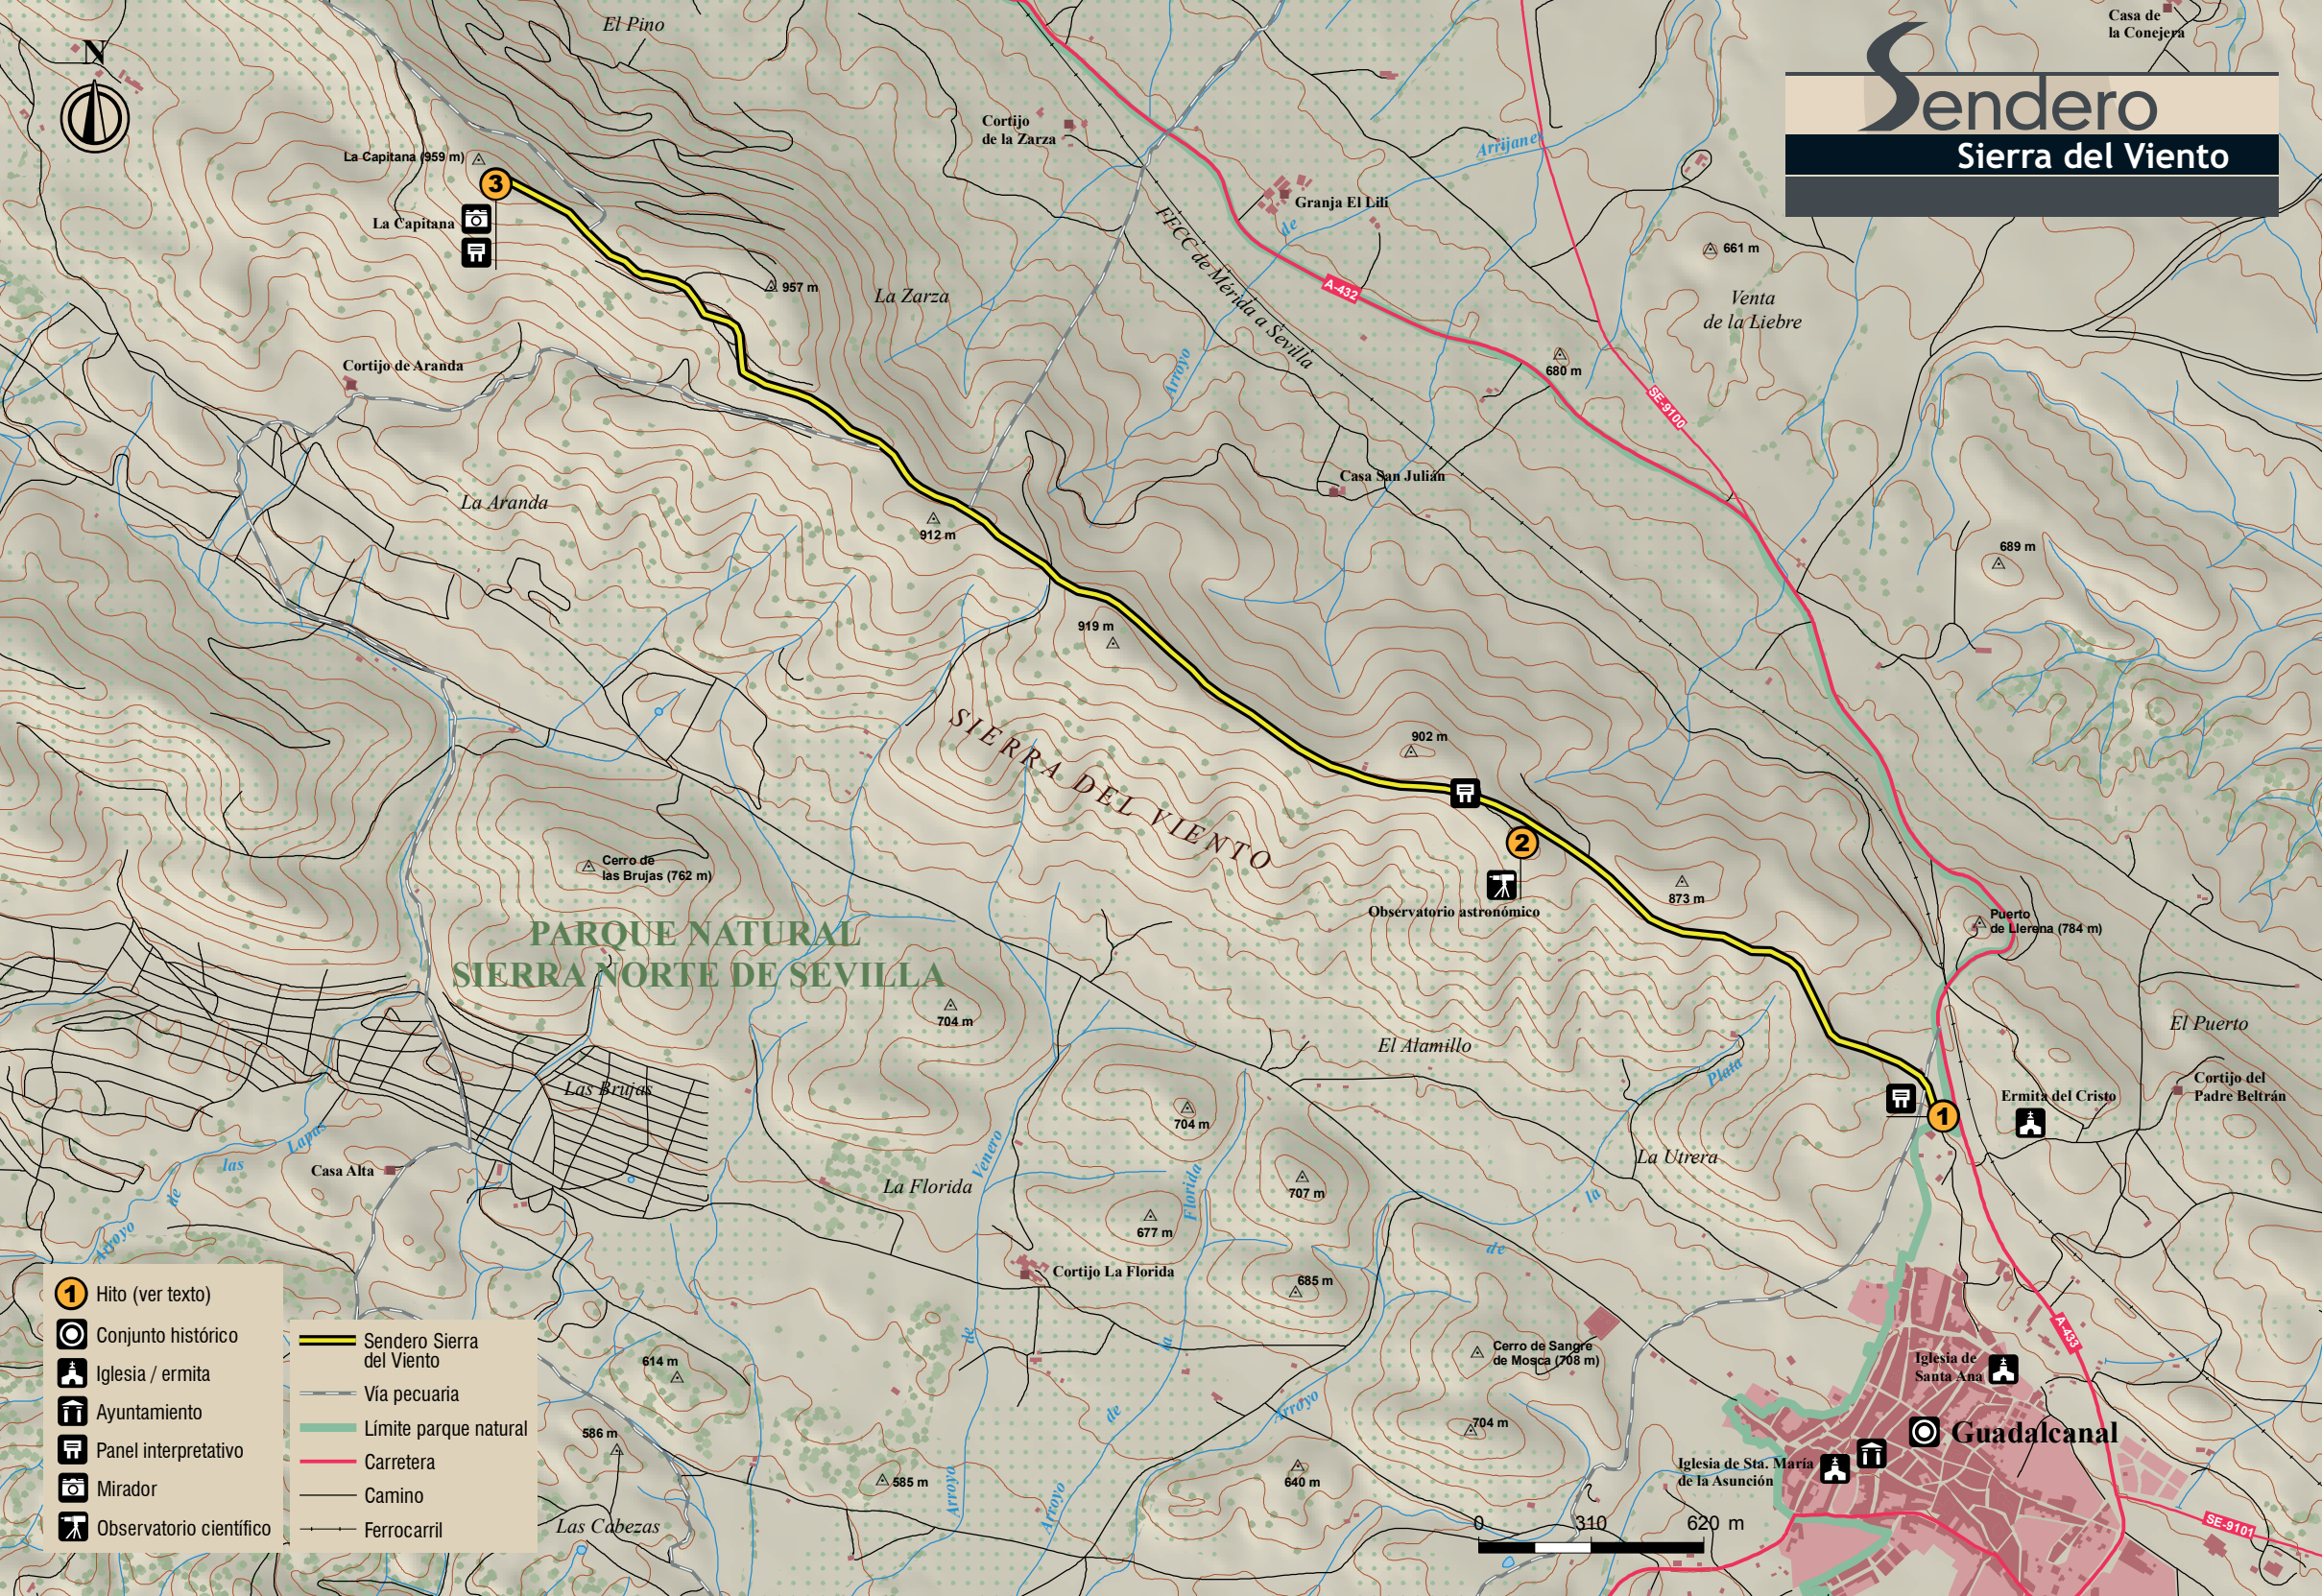 El Pino
Casa de
la Conejera
N
Sendero
Sierra del Viento
Cortijo
de la Zarza
Arrijanes
La Capitana (959 m)
3
Granja El Lili
La Capitana
de
FFCC de Mérida a Sevilla
661 m
957 m
La Zarza
A-432
Venta
de la Liebre
Cortijo de Aranda
Arroyo
680 m
SE-9100
Casa San Julián
La Aranda
912 m
689 m
919 m
SIERRA DEL VIENTO
902 m
2
Cerro de
las Brujas (762 m)
873 m
Observatorio astronómico
Puerto
de Llerena (784 m)
PARQUE NATURAL
SIERRA NORTE DE SEVILLA
704 m
El Alamillo
El Puerto
Plata
Las Brujas
Cortijo del
Padre Beltrán
Ermita del Cristo
1
704 m
Lapas
las
de
Arroyo
Casa Alta
Venero
La Utrera
La Florida
Florida
707 m
la
677 m
de
Cortijo La Florida
685 m
1 Hito (ver texto)
Conjunto histórico
Iglesia / ermita
Ayuntamiento
Panel interpretativo
Mirador
Observatorio científico
Sendero Sierra
del Viento
Vía pecuaria
Límite parque natural
Carretera
Camino
Ferrocarril
de
la
A-433
Cerro de Sangre
de Mosca (708 m)
614 m
Iglesia de
Santa Ana
de
Arroyo
704 m
Guadalcanal
586 m
Iglesia de Sta. María
de la Asunción
585 m
Arroyo
Arroyo
640 m
Las Cabezas
0 310 620 m
SE-9101